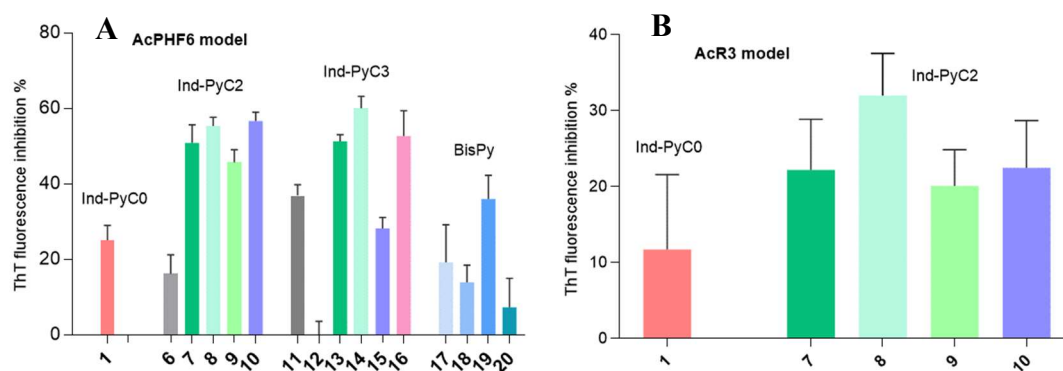 A
AcPHF6 model
ThT fluorescence inhibition %
80
60
40
20
0
Ind-PyC0
Ind-PyC2
Ind-PyC3
BisPy
1 6 7 8 9 10 11 12 13 14 15 16 17 18 19 20
B
AcR3 model
ThT fluorescence inhibition %
40
30
20
10
0
Ind-PyC0
Ind-PyC2
1 7 8 9 10